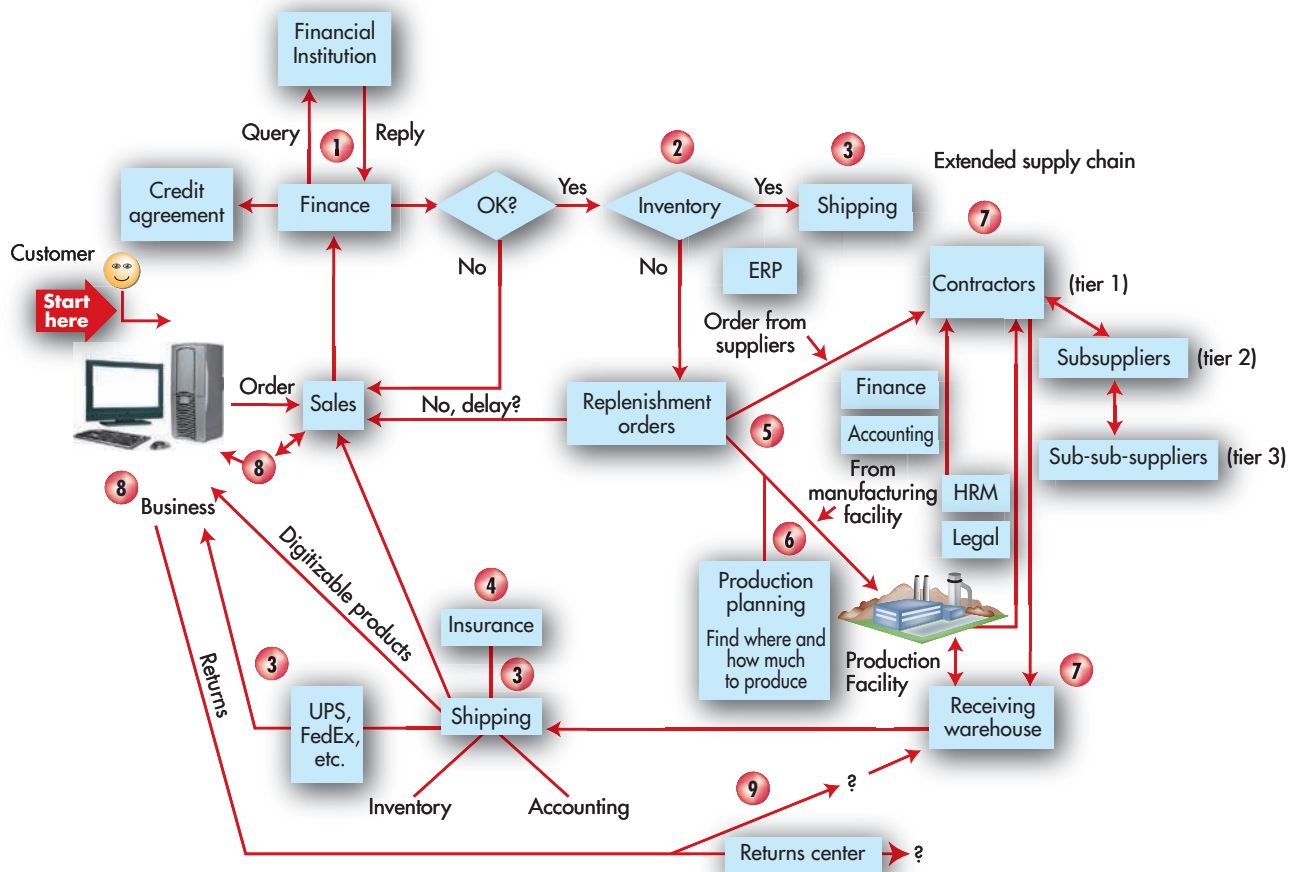 Financial
Institution
Query
1
Reply
2
3
Extended supply chain
Credit
agreement
Finance
OK?
Yes
Inventory
Yes
Shipping
7
Customer
No
No
ERP
Contractors
(tier 1)
Start
here
Order from
suppliers
Subsuppliers
(tier 2)
Order
Sales
No, delay?
Replenishment
orders
Finance
5
Accounting
Sub-sub-suppliers
(tier 3)
8
8
Business
From
manufacturing
facility
HRM
Legal
6
Digitizable products
Production
planning
Find where and
how much
to produce
4
Insurance
Returns
3
3
Production
Facility
7
UPS,
FedEx,
etc.
Shipping
Receiving
warehouse
Inventory
Accounting
9
?
Returns center
?